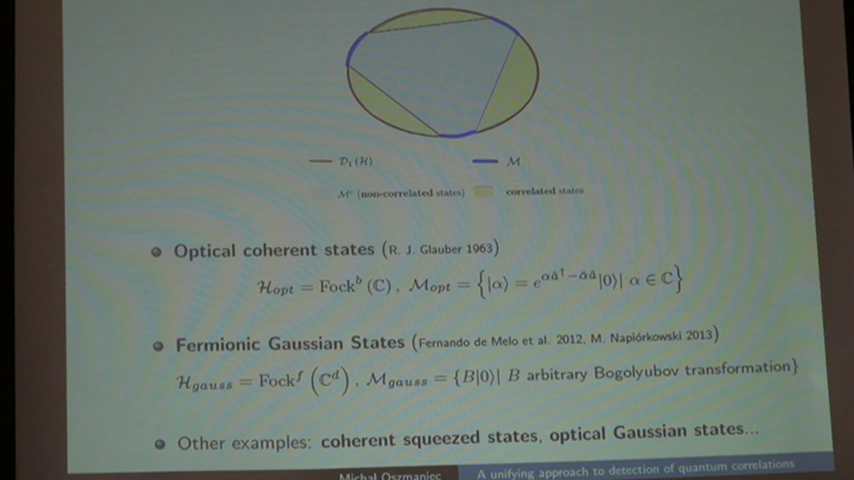 𝒟₁(ℋ) ℳ
ℳᶜ (non-correlated states) correlated states
Optical coherent states (R. J. Glauber 1963)
ℋ_opt = Fock^b (ℂ), ℳ_opt = { |α⟩ = e^{αâ† − ᾱâ} |0⟩ | α ∈ ℂ }
Fermionic Gaussian States (Fernando de Melo et al. 2012, M. Napiórkowski 2013)
ℋ_gauss = Fock^f (ℂ^d), ℳ_gauss = {B|0⟩| B arbitrary Bogolyubov transformation}
Other examples: coherent squeezed states, optical Gaussian states...
Michał Oszmaniec A unifying approach to detection of quantum correlations